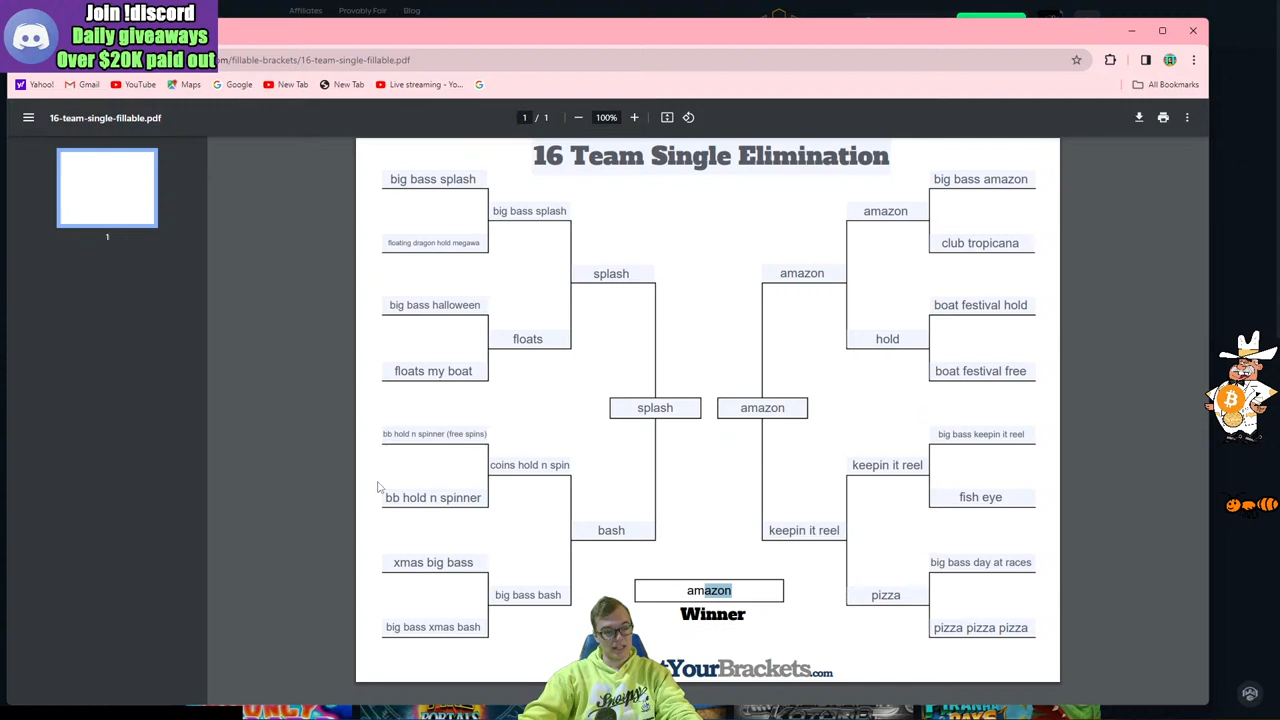 Join !discord
Daily giveaways
Over $20K paid out
Affiliates Provably Fair Blog
om/fillable-brackets/16-team-single-fillable.pdf
Yahoo! Gmail YouTube Maps Google New Tab New Tab Live streaming - yo... All Bookmarks
16-team-single-fillable.pdf 1 / 1 100%
1
16 Team Single Elimination
big bass splash
big bass splash
floating dragon hold megawa
splash
big bass halloween
floats
floats my boat
splash
bb hold n spinner (free spins)
coins hold n spin
bb hold n spinner
bash
xmas big bass
big bass bash
big bass xmas bash
big bass amazon
amazon
club tropicana
amazon
boat festival hold
hold
boat festival free
amazon
big bass keepin it reel
keepin it reel
fish eye
keepin it reel
big bass day at races
pizza
pizza pizza pizza
amazon
Winner
tYourBrackets.com